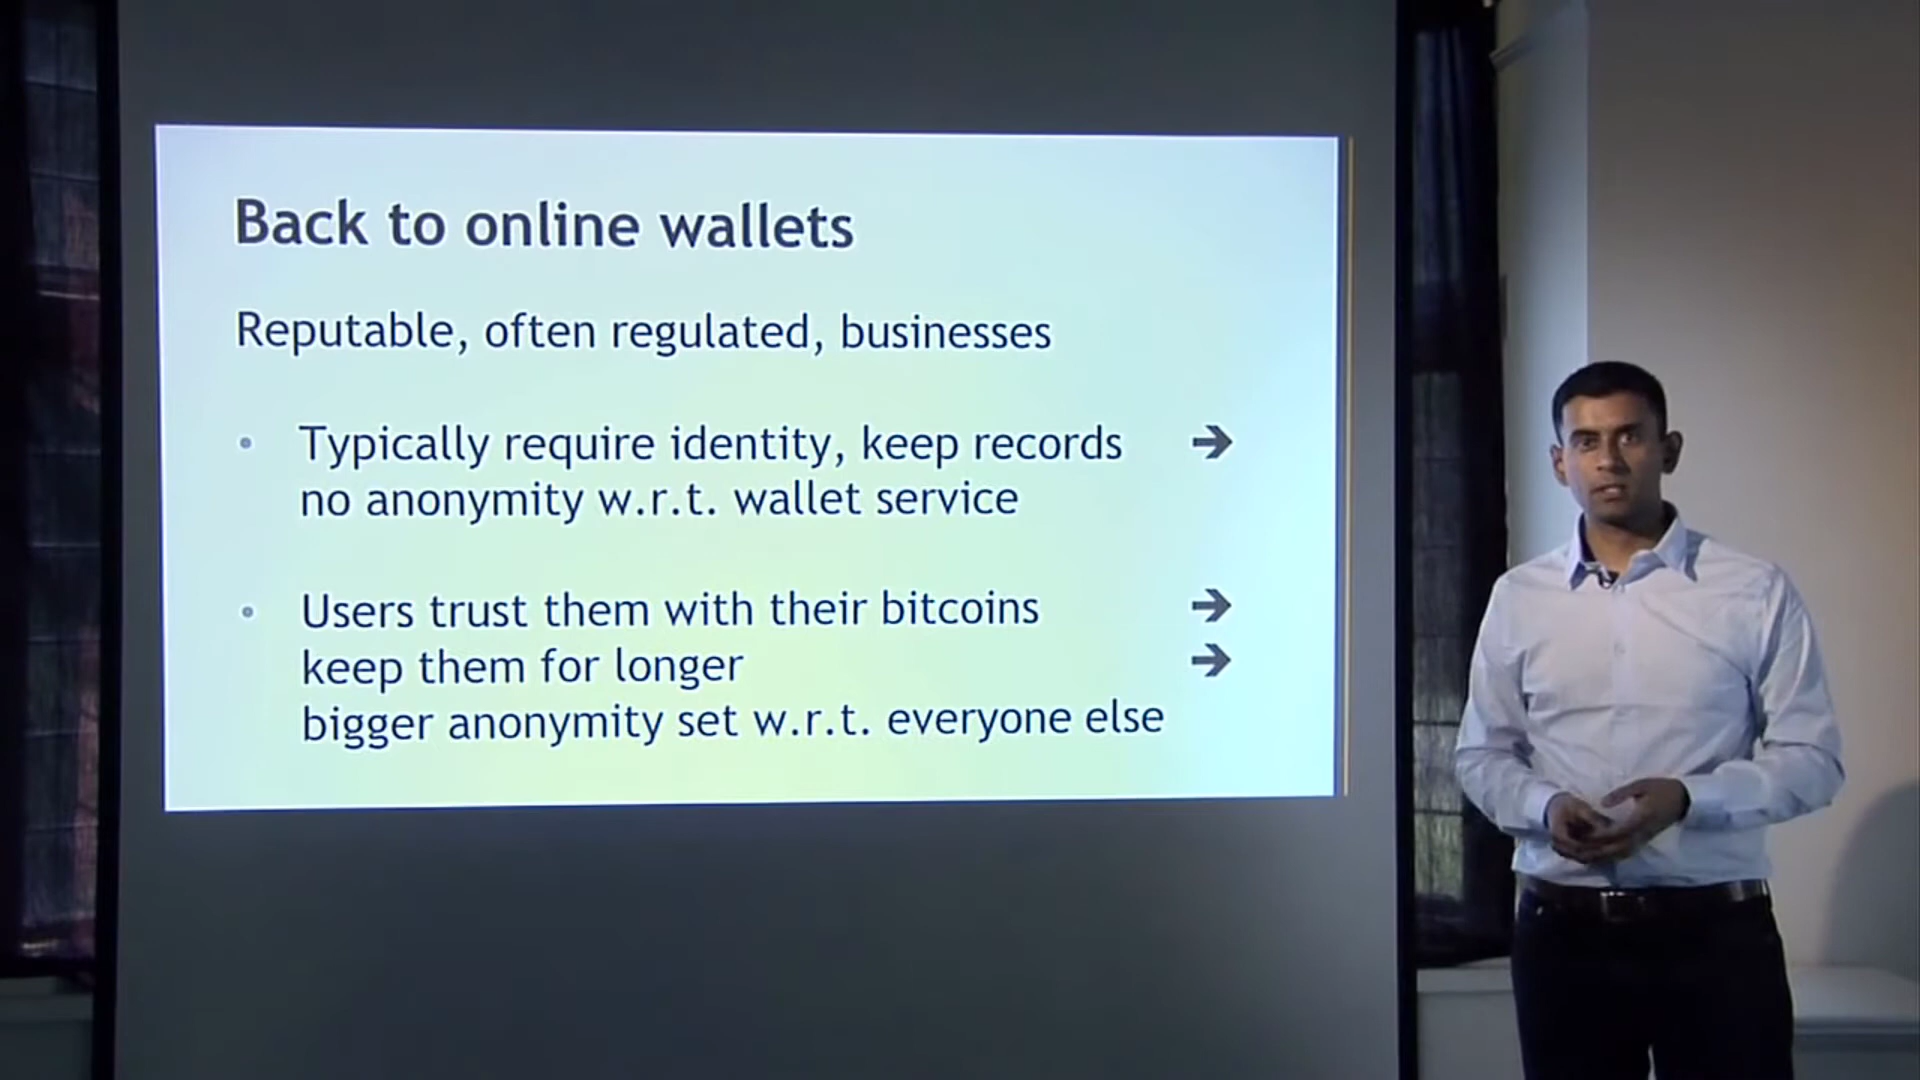 Back to online wallets
Reputable, often regulated, businesses
• Typically require identity, keep records →
no anonymity w.r.t. wallet service
• Users trust them with their bitcoins →
keep them for longer →
bigger anonymity set w.r.t. everyone else